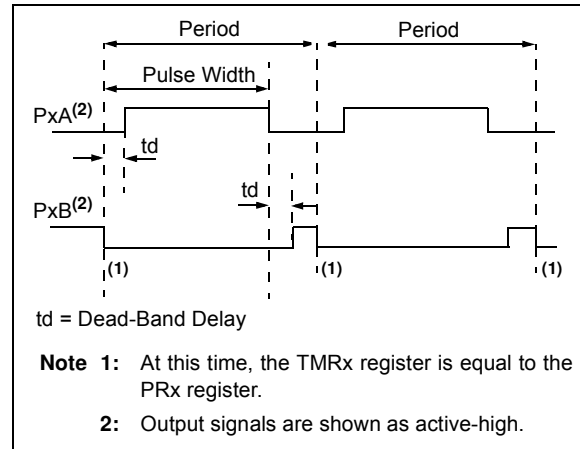 Period Period
Pulse Width
PxA(2)
td
td
PxB(2)
(1) (1) (1)
td = Dead-Band Delay
Note 1: At this time, the TMRx register is equal to the
PRx register.
2: Output signals are shown as active-high.